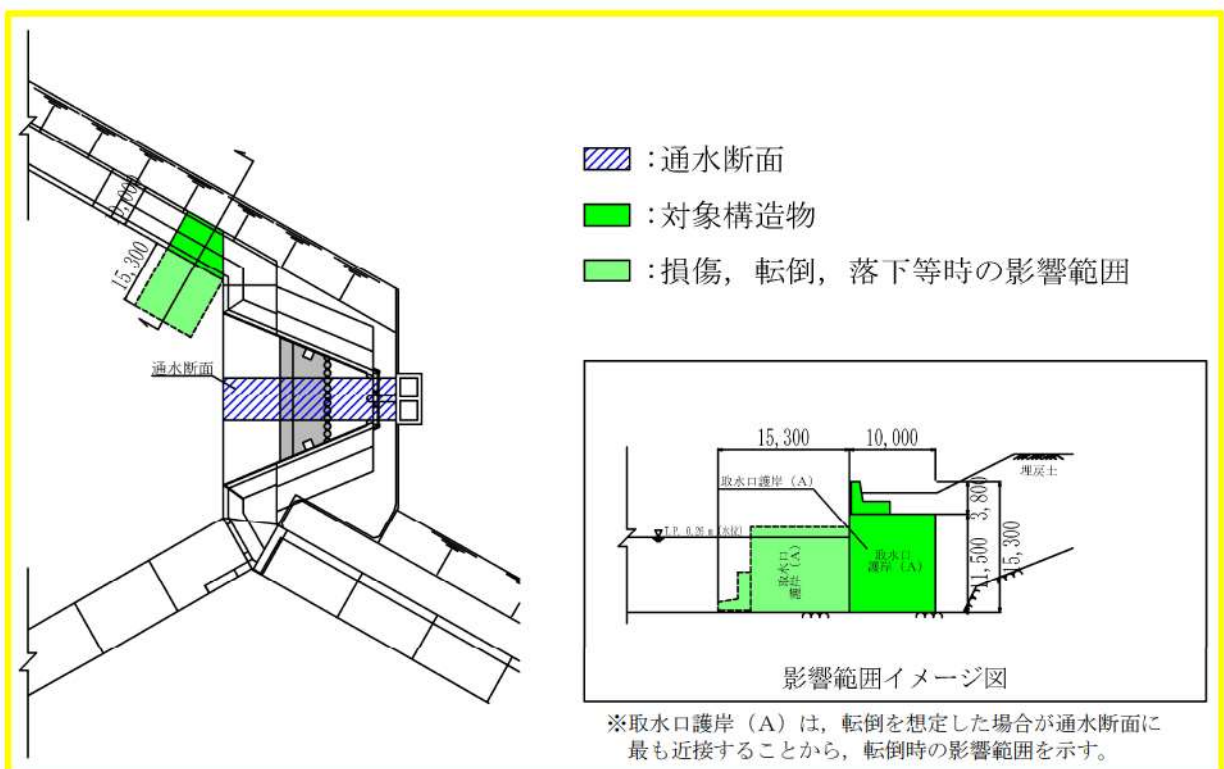 :通水断面
:対象構造物
:損傷，転倒，落下等時の影響範囲
15,300
通水断面
15,300
10,000
取水口護岸（A）
埋戻土
3,800
11,500
15,300
T.P. 0.26 m（水位）
取水口
護岸（A）
取水口
護岸（A）
影響範囲イメージ図
※取水口護岸（A）は，転倒を想定した場合が通水断面に
最も近接することから，転倒時の影響範囲を示す。